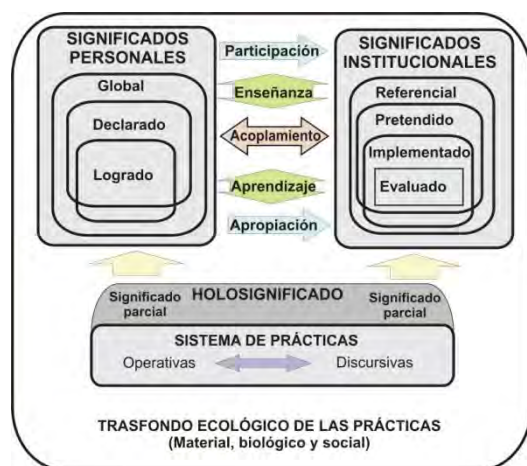 SIGNIFICADOS
PERSONALES
Global
Declarado
Logrado
Participación
Enseñanza
Acoplamiento
Aprendizaje
Apropiación
SIGNIFICADOS
INSTITUCIONALES
Referencial
Pretendido
Implementado
Evaluado
Significado
parcial
HOLOSIGNIFICADO
Significado
parcial
SISTEMA DE PRÁCTICAS
Operativas
Discursivas
TRASFONDO ECOLÓGICO DE LAS PRÁCTICAS
(Material, biológico y social)